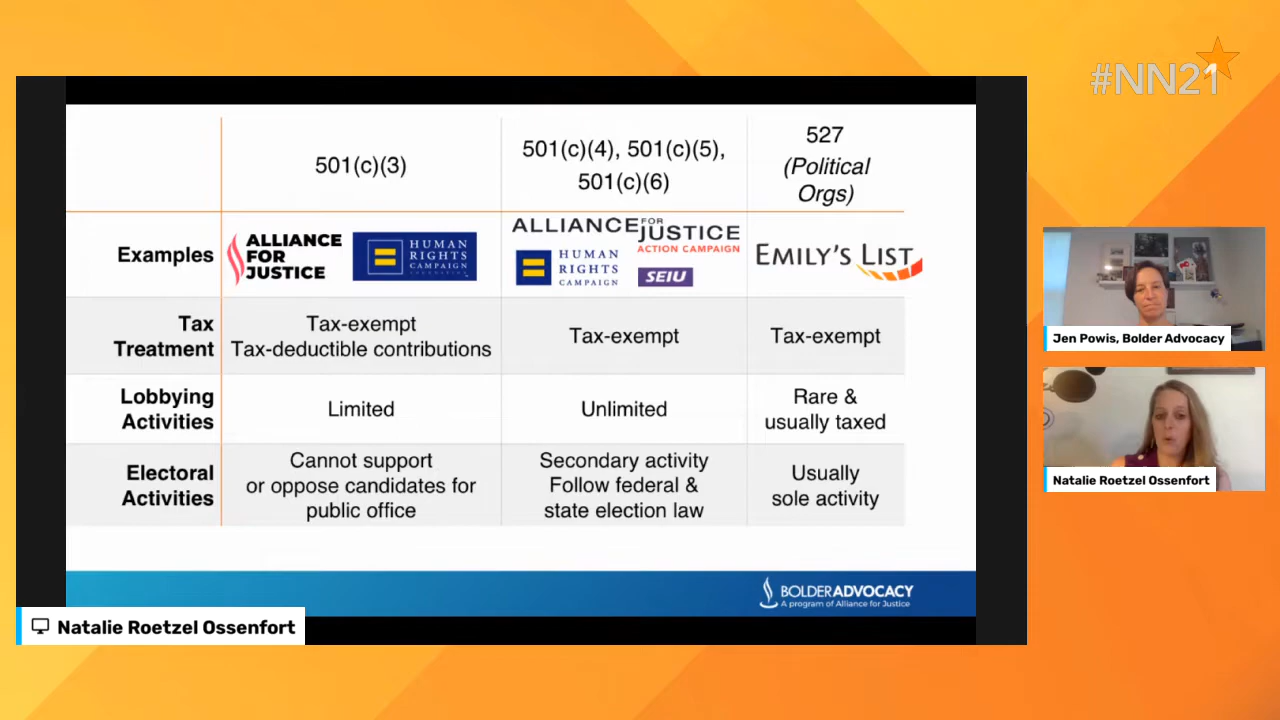 #NN21
501(c)(3)
501(c)(4), 501(c)(5),
501(c)(6)
527
(Political
Orgs)
Examples
ALLIANCE
FOR
JUSTICE
HUMAN
RIGHTS
CAMPAIGN
ALLIANCE FOR JUSTICE
ACTION CAMPAIGN
HUMAN
RIGHTS
CAMPAIGN
SEIU
EMILY'S LIST
Tax
Treatment
Tax-exempt
Tax-deductible contributions
Tax-exempt
Tax-exempt
Lobbying
Activities
Limited
Unlimited
Rare &
usually taxed
Electoral
Activities
Cannot support
or oppose candidates for
public office
Secondary activity
Follow federal &
state election law
Usually
sole activity
BOLDERADVOCACY
A program of Alliance for Justice
Natalie Roetzel Ossenfort
Jen Powis, Bolder Advocacy
Natalie Roetzel Ossenfort